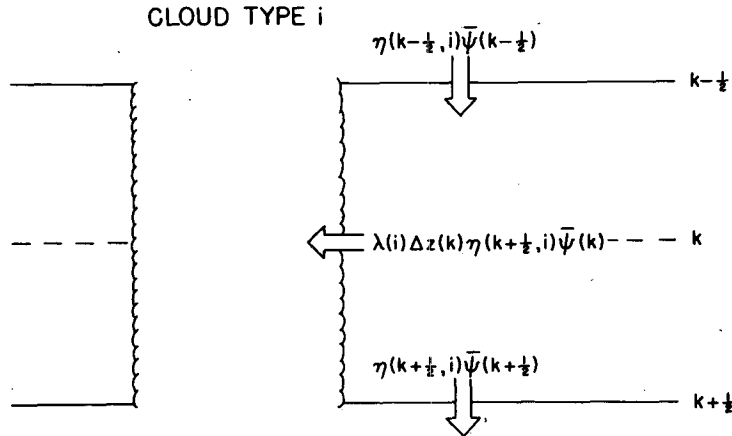 CLOUD TYPE i
η(k-½, i)ψ̄(k-½)
k-½
λ(i)Δz(k)η(k+½, i)ψ̄(k)
k
η(k+½, i)ψ̄(k+½)
k+½